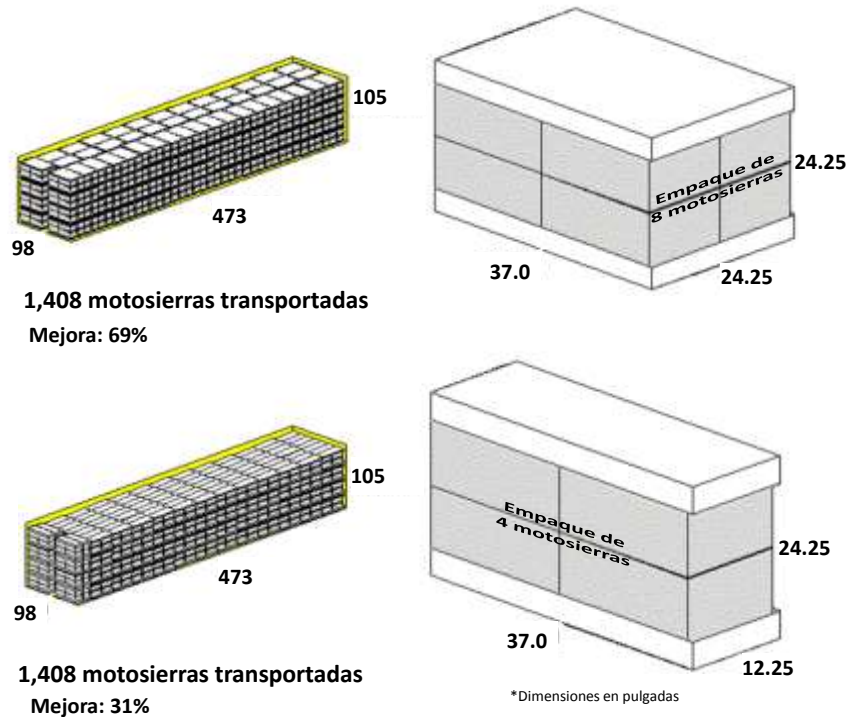 105
473
98
1,408 motosierras transportadas
Mejora: 69%
Empaque de
8 motosierras
24.25
37.0
24.25
105
473
98
1,408 motosierras transportadas
Mejora: 31%
Empaque de
4 motosierras
24.25
37.0
12.25
*Dimensiones en pulgadas